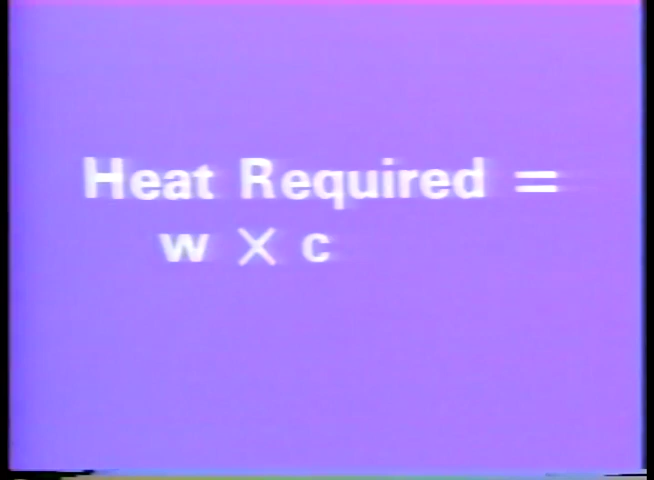 Heat Required =
w × c